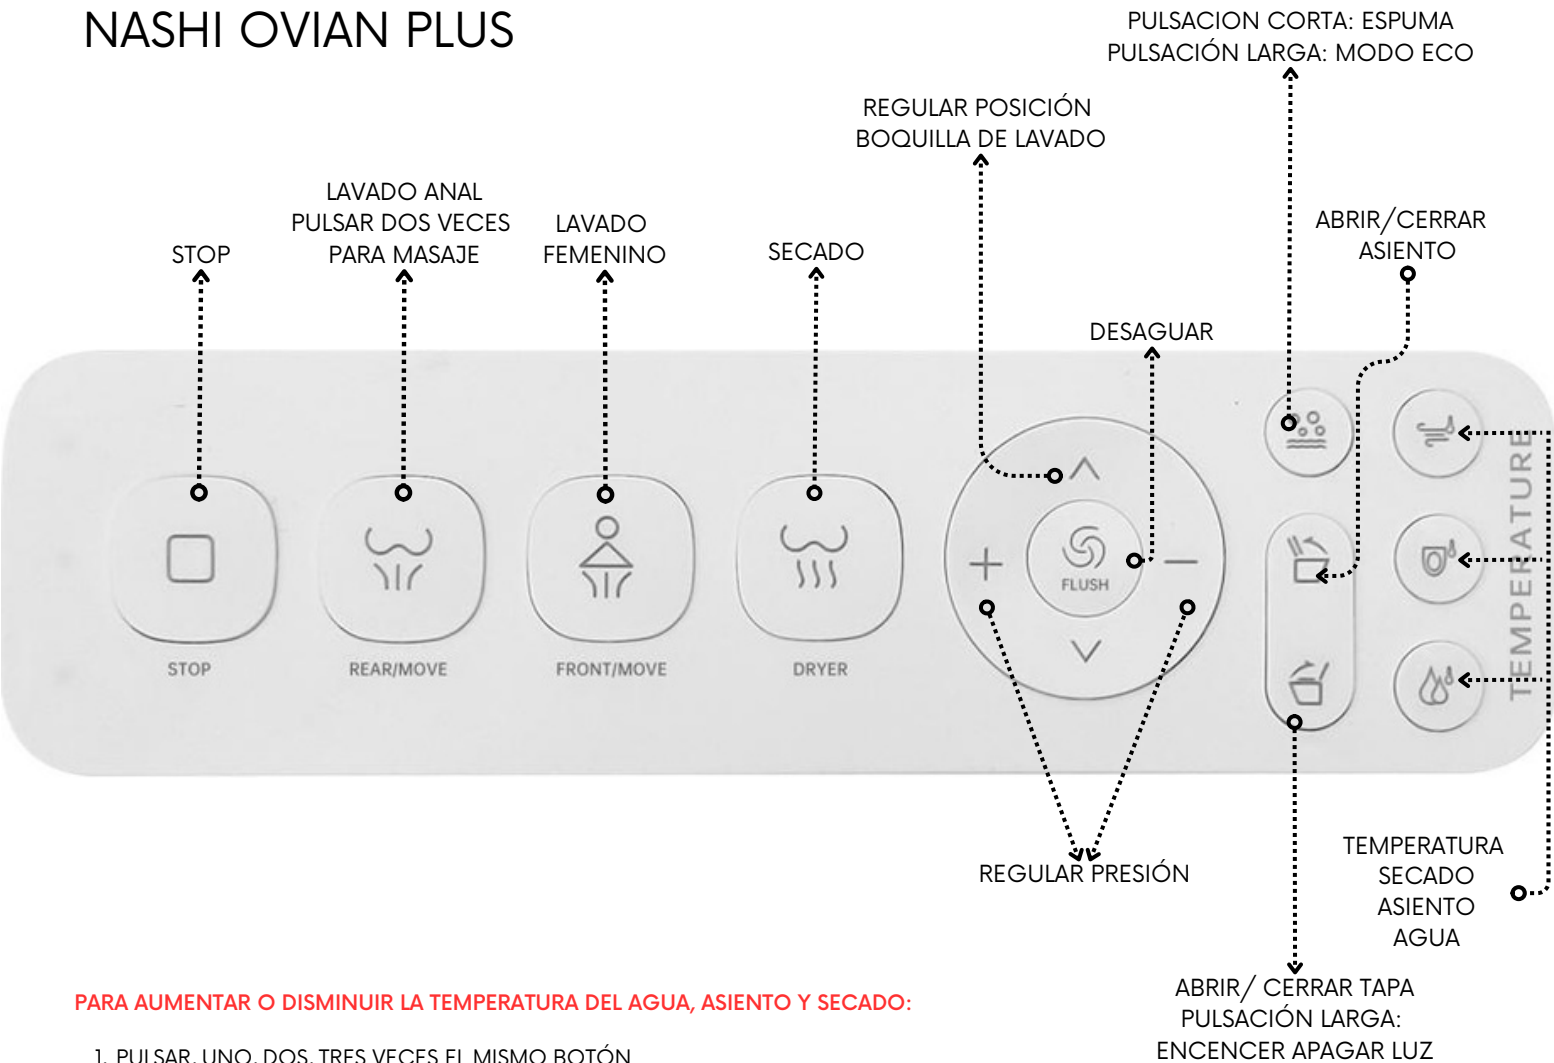 NASHI OVIAN PLUS
PULSACION CORTA: ESPUMA
PULSACIÓN LARGA: MODO ECO
REGULAR POSICIÓN
BOQUILLA DE LAVADO
LAVADO ANAL
PULSAR DOS VECES
PARA MASAJE
LAVADO
FEMENINO
STOP
SECADO
ABRIR/CERRAR
ASIENTO
DESAGUAR
FLUSH
STOP
REAR/MOVE
FRONT/MOVE
DRYER
TEMPERATURE
REGULAR PRESIÓN
TEMPERATURA
SECADO
ASIENTO
AGUA
ABRIR/ CERRAR TAPA
PULSACIÓN LARGA:
ENCENCER APAGAR LUZ
PARA AUMENTAR O DISMINUIR LA TEMPERATURA DEL AGUA, ASIENTO Y SECADO:
1. PULSAR, UNO, DOS, TRES VECES EL MISMO BOTÓN